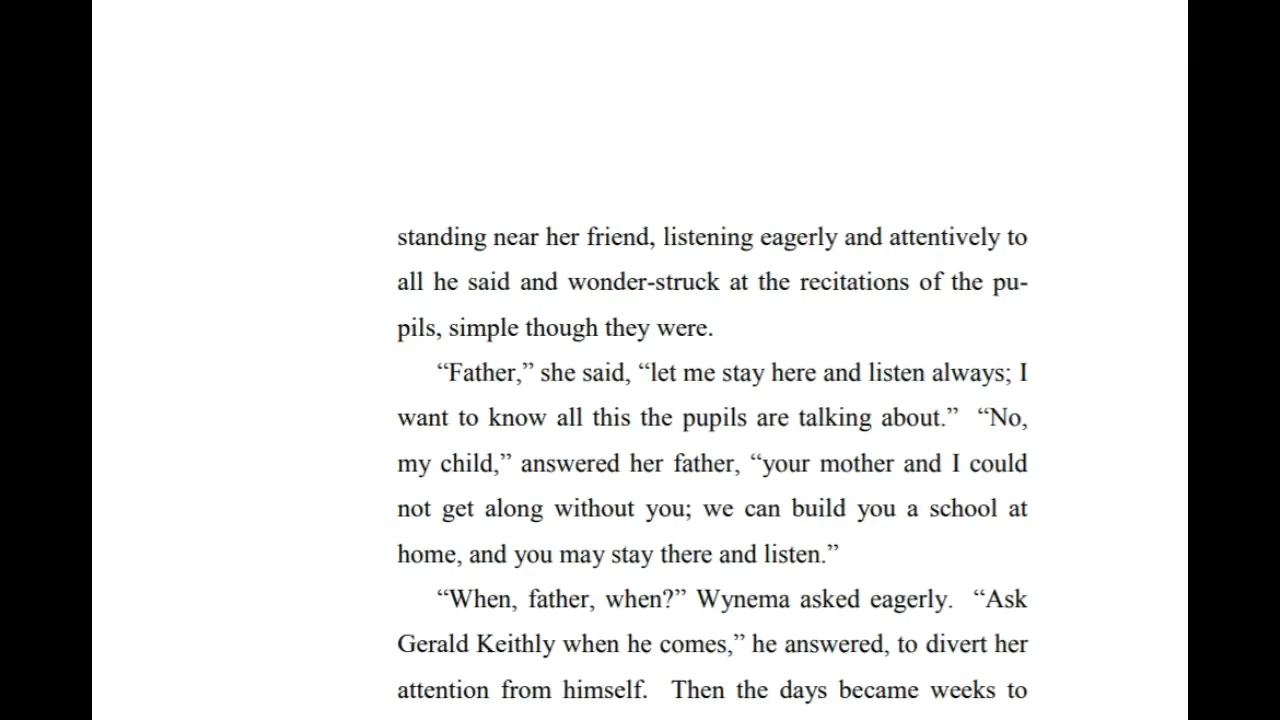 standing near her friend, listening eagerly and attentively to
all he said and wonder-struck at the recitations of the pu-
pils, simple though they were.
“Father,” she said, “let me stay here and listen always; I
want to know all this the pupils are talking about.”  “No,
my child,” answered her father, “your mother and I could
not get along without you; we can build you a school at
home, and you may stay there and listen.”
“When, father, when?” Wynema asked eagerly.  “Ask
Gerald Keithly when he comes,” he answered, to divert her
attention from himself.  Then the days became weeks to